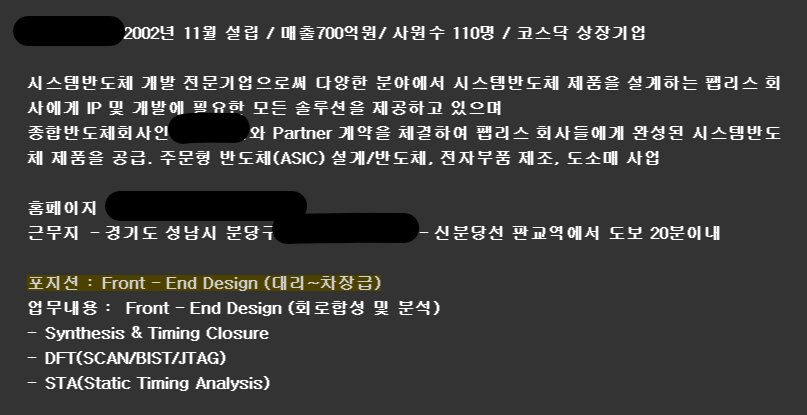 2002년 11월 설립 / 매출700억원/ 사원수 110명 / 코스닥 상장기업
시스템반도체 개발 전문기업으로써 다양한 분야에서 시스템반도체 제품을 설계하는 팹리스 회
사에게 IP 및 개발에 필요한 모든 솔루션을 제공하고 있으며
종합반도체회사인 와 Partner 계약을 체결하여 팹리스 회사들에게 완성된 시스템반도
체 제품을 공급. 주문형 반도체(ASIC) 설계/반도체, 전자부품 제조, 도소매 사업
홈페이지
근무지 - 경기도 성남시 분당구 - 신분당선 판교역에서 도보 20분이내
포지션 : Front - End Design (대리~차장급)
업무내용 : Front - End Design (회로합성 및 분석)
- Synthesis & Timing Closure
- DFT(SCAN/BIST/JTAG)
- STA(Static Timing Analysis)